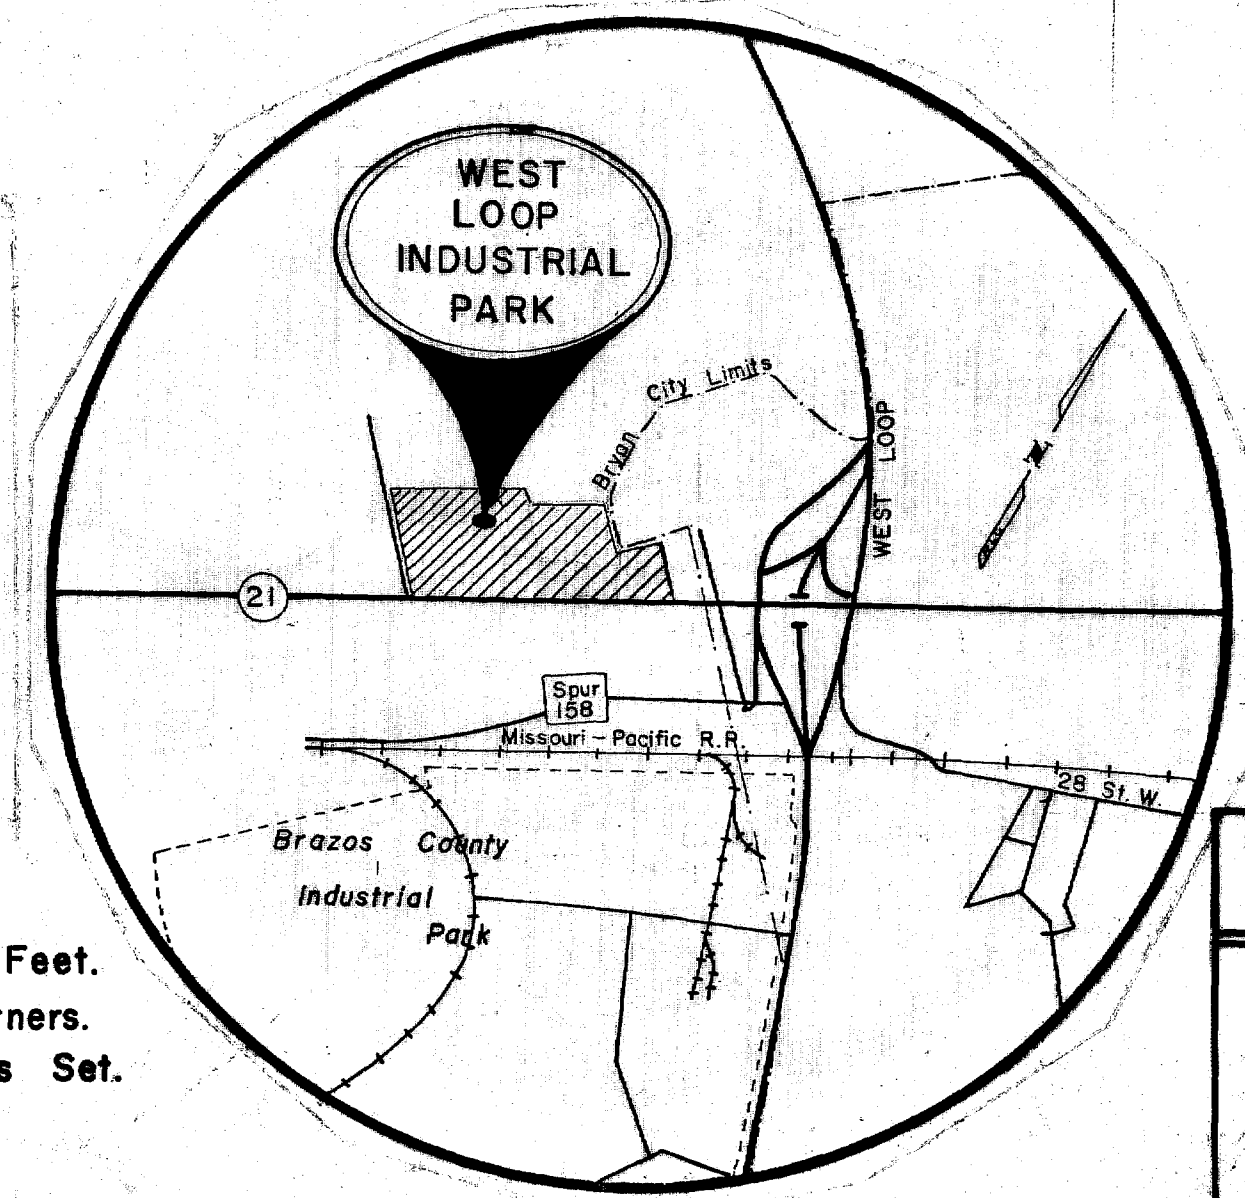 WEST
LOOP
INDUSTRIAL
PARK
Bryan City Limits
WEST LOOP
N
21
Spur
158
Missouri - Pacific R.R.
28 St. W.
Brazos County
Industrial
Park
Feet.
rners.
s Set.